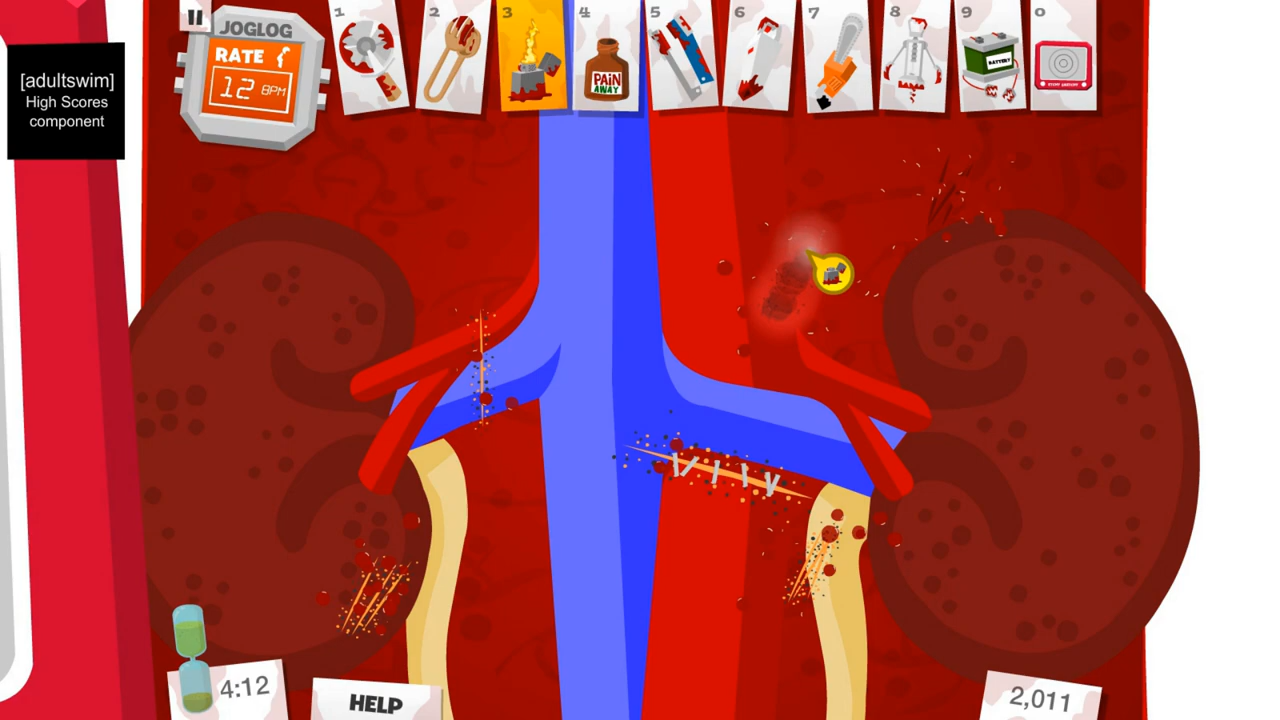 [adultswim]
High Scores
component
JOGLOG
RATE
12 BPM
1
2
3
4
5
6
7
8
9
0
PAIN
AWAY
BATTERY
4:12
HELP
2,011